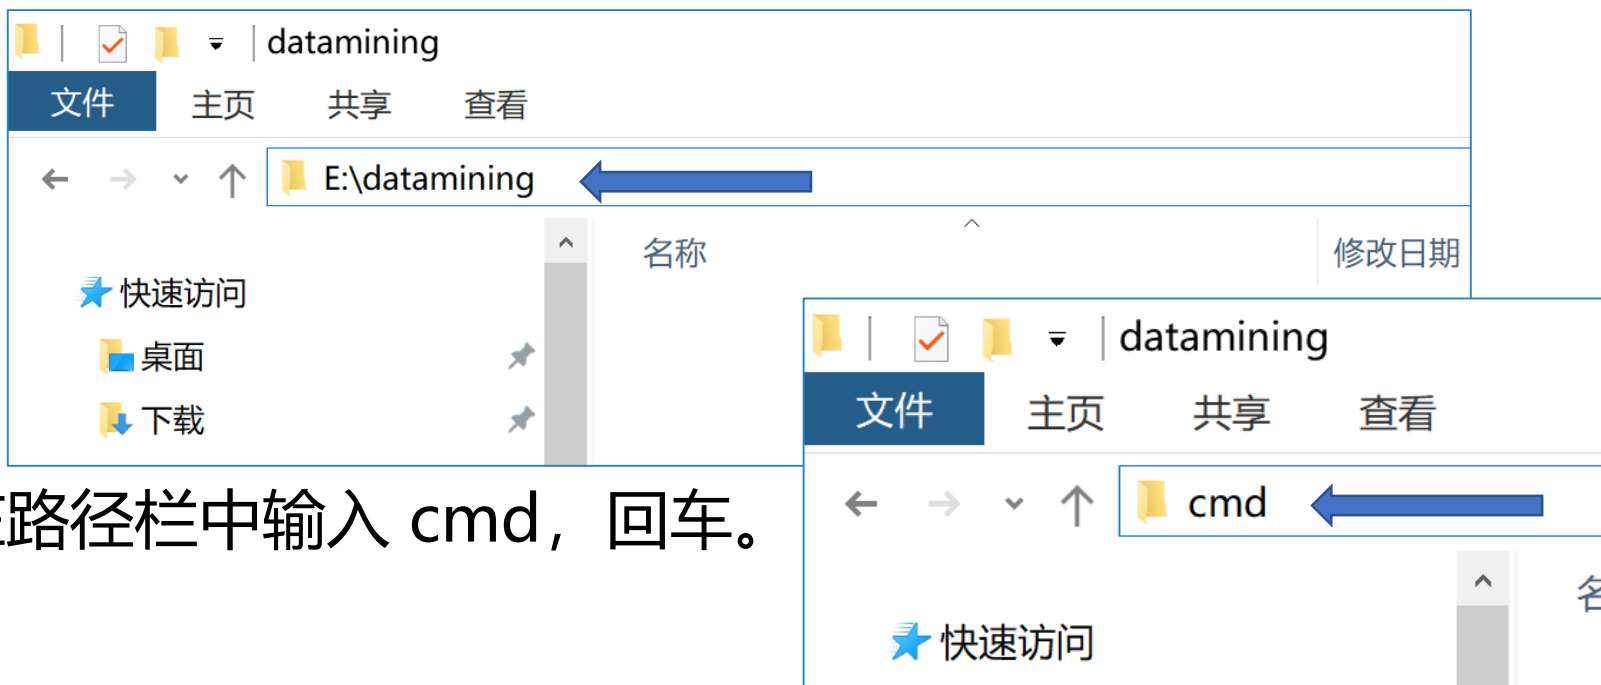 datamining
文件 主页 共享 查看
E:\datamining
名称 修改日期
快速访问
桌面
下载
路径栏中输入 cmd，回车。
datamining
文件 主页 共享 查看
cmd
快速访问